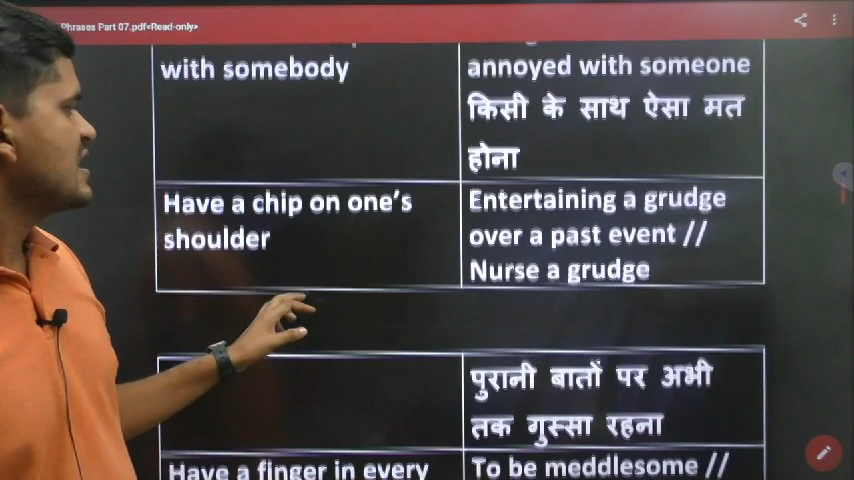 Phrases Part 07.pdf<Read-only>
with somebody
annoyed with someone
किसी के साथ ऐसा मत
होना
Have a chip on one's
shoulder
Entertaining a grudge
over a past event //
Nurse a grudge
पुरानी बातों पर अभी
तक गुस्सा रहना
Have a finger in every
To be meddlesome //